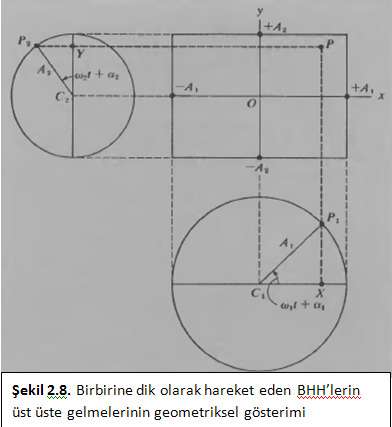 y
+A₂
P₂
Y
P
A₂
ω₂t + α₂
C₂
−A₁
O
+A₁
x
−A₂
P₁
A₁
C₁
X
ω₁t + α₁
Şekil 2.8. Birbirine dik olarak hareket eden BHH’lerin
üst üste gelmelerinin geometriksel gösterimi